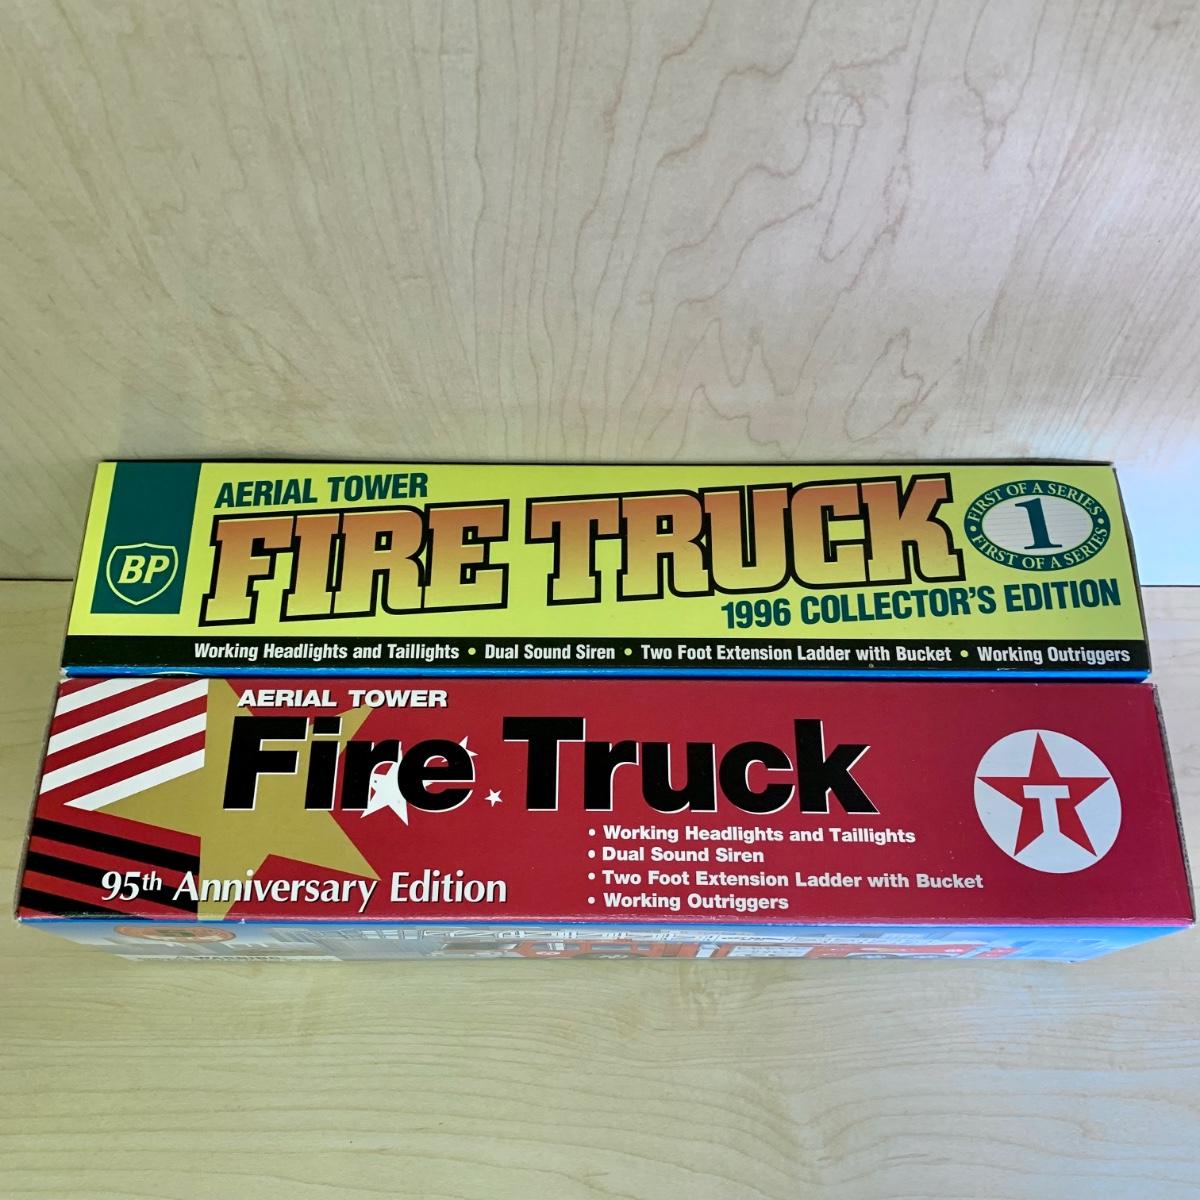 AERIAL TOWER
FIRE TRUCK
BP
FIRST OF A SERIES • FIRST OF A SERIES •
1
1996 COLLECTOR'S EDITION
Working Headlights and Taillights • Dual Sound Siren • Two Foot Extension Ladder with Bucket • Working Outriggers
AERIAL TOWER
Fire Truck
T
• Working Headlights and Taillights
• Dual Sound Siren
• Two Foot Extension Ladder with Bucket
• Working Outriggers
95th Anniversary Edition